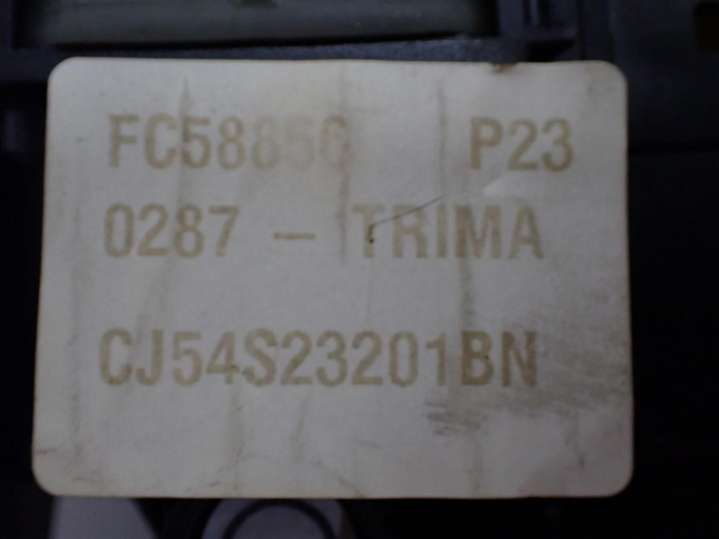 FC58856 P23
0287 – TRIMA
CJ54S23201BN